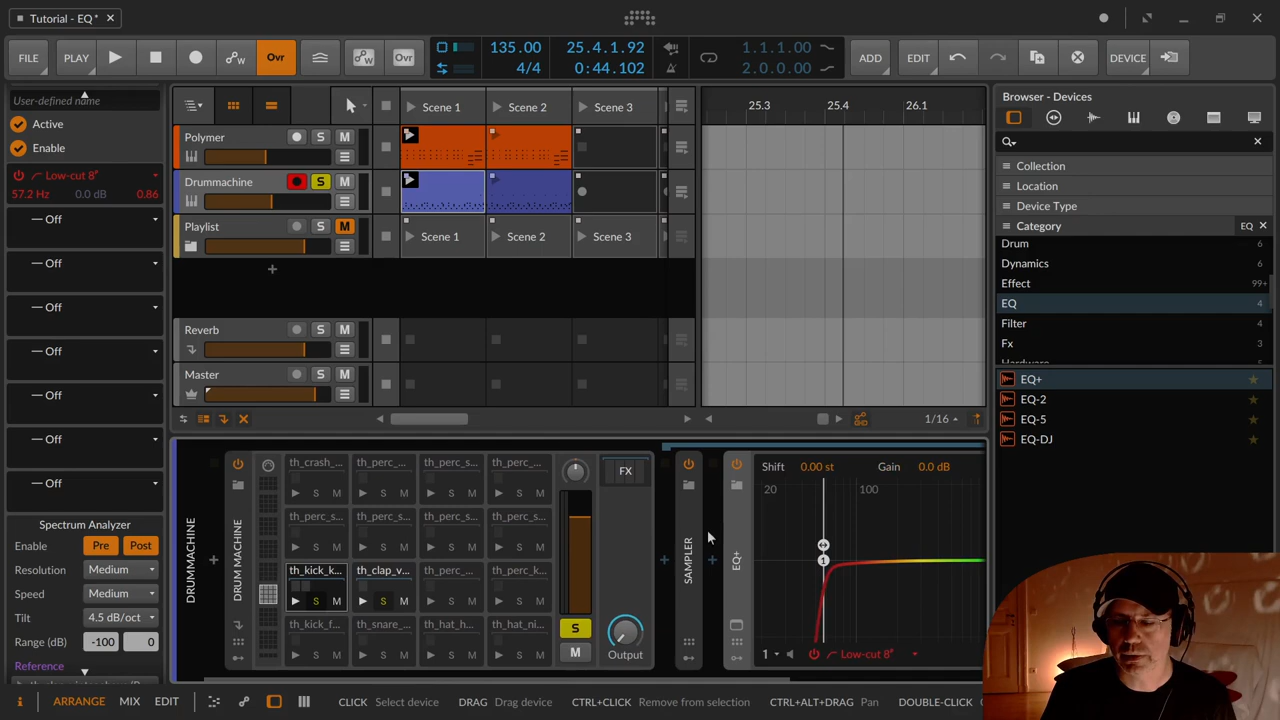 Tutorial - EQ*
FILE
PLAY
Ovr
Ovr
135.00
4/4
25.4.1.92
0:44.102
1.1.1.00
2.0.0.00
ADD
EDIT
DEVICE
User-defined name
Active
Enable
Low-cut 8*
57.2 Hz 0.0 dB 0.86
Off
Off
Off
Off
Off
Off
Off
Spectrum Analyzer
Enable Pre Post
Resolution Medium
Speed Medium
Tilt 4.5 dB/oct
Range (dB) -100 0
Reference
Scene 1 Scene 2 Scene 3
Polymer S M
Drummachine S M
Playlist S M
Scene 1 Scene 2 Scene 3
Reverb S M
Master S M
25.3 25.4 26.1
1/16
Browser - Devices
Collection
Location
Device Type
Category EQ
Drum 6
Dynamics 6
Effect 99+
EQ 4
Filter 4
Fx 3
EQ+
EQ-2
EQ-5
EQ-DJ
DRUMMACHINE
DRUM MACHINE
th_crash_... th_perc_... th_perc_s... th_perc_...
S M S M S M S M
th_perc_s... th_perc_s... th_perc_s... th_perc_s...
S M S M S M S M
th_kick_k... th_clap_v... th_perc_... th_perc_k...
S M S M S M S M
th_kick_f... th_snare_... th_hat_h... th_hat_ni...
S M S M S M S M
S
M
FX
Output
SAMPLER
EQ+
Shift 0.00 st Gain 0.0 dB
20 100
1
1 Low-cut 8*
ARRANGE MIX EDIT
CLICK Select device DRAG Drag device CTRL+CLICK Remove from selection CTRL+ALT+DRAG Pan DOUBLE-CLICK